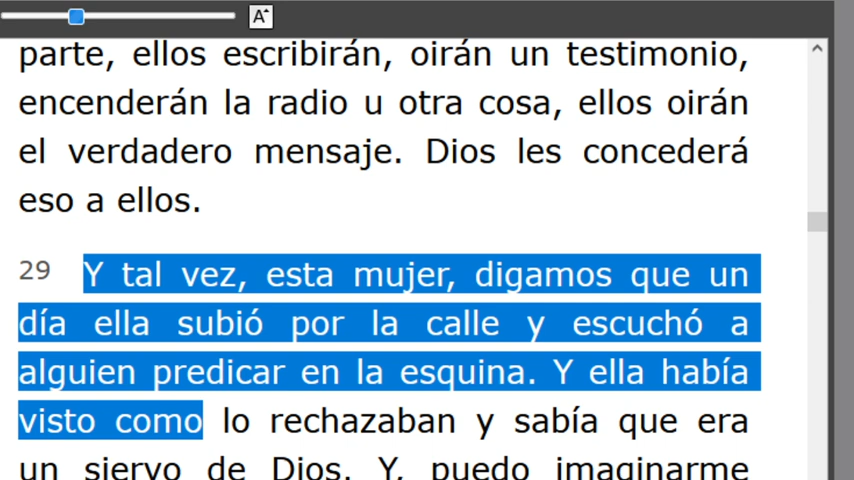 A
parte, ellos escribirán, oirán un testimonio,
encenderán la radio u otra cosa, ellos oirán
el verdadero mensaje. Dios les concederá
eso a ellos.
29 Y tal vez, esta mujer, digamos que un
día ella subió por la calle y escuchó a
alguien predicar en la esquina. Y ella había
visto como lo rechazaban y sabía que era
un siervo de Dios. Y, puedo imaginarme